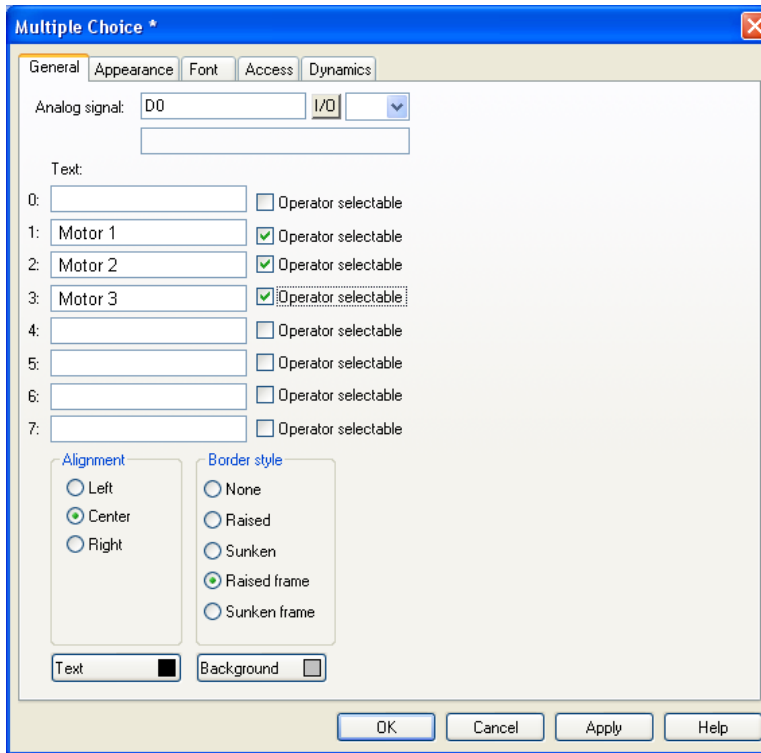 Multiple Choice *
General Appearance Font Access Dynamics
Analog signal: D0 I/O
Text:
0: Operator selectable
1: Motor 1 Operator selectable
2: Motor 2 Operator selectable
3: Motor 3 Operator selectable
4: Operator selectable
5: Operator selectable
6: Operator selectable
7: Operator selectable
Alignment Border style
Left None
Center Raised
Right Sunken
Raised frame
Sunken frame
Text Background
OK Cancel Apply Help